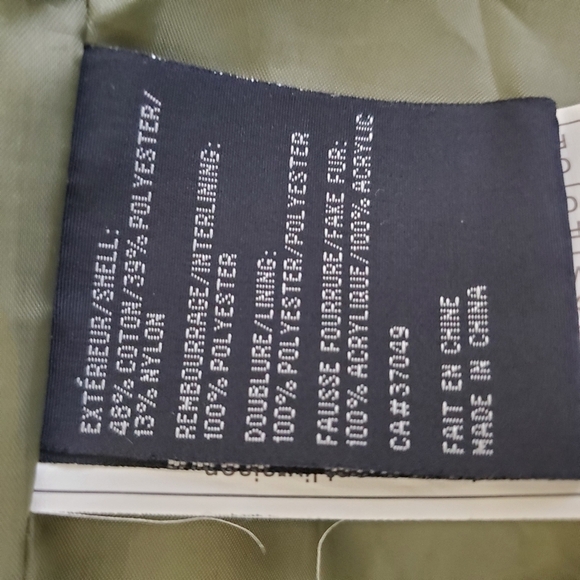 EXTÉRIEUR/SHELL:
48% COTON/39% POLYESTER/
13% NYLON
REMBOURRAGE/INTERLINING:
100% POLYESTER
DOUBLURE/LINING:
100% POLYESTER/POLYESTER
FAUSSE FOURRURE/FAKE FUR:
100% ACRYLIQUE/100% ACRYLIC
CA#37049
FAIT EN CHINE
MADE IN CHINA